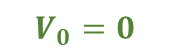 V₀ = 0